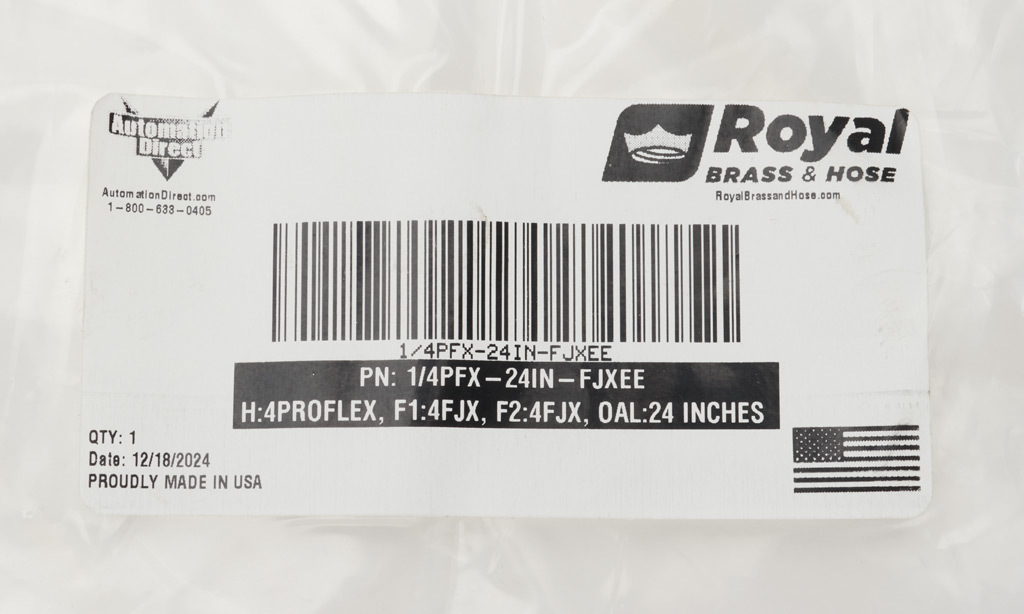 Automation
Direct
AutomationDirect.com
1-800-633-0405
Royal
BRASS & HOSE
RoyalBrassandHose.com
1/4PFX-24IN-FJXEE
PN: 1/4PFX-24IN-FJXEE
H:4PROFLEX, F1:4FJX, F2:4FJX, OAL:24 INCHES
QTY: 1
Date: 12/18/2024
PROUDLY MADE IN USA